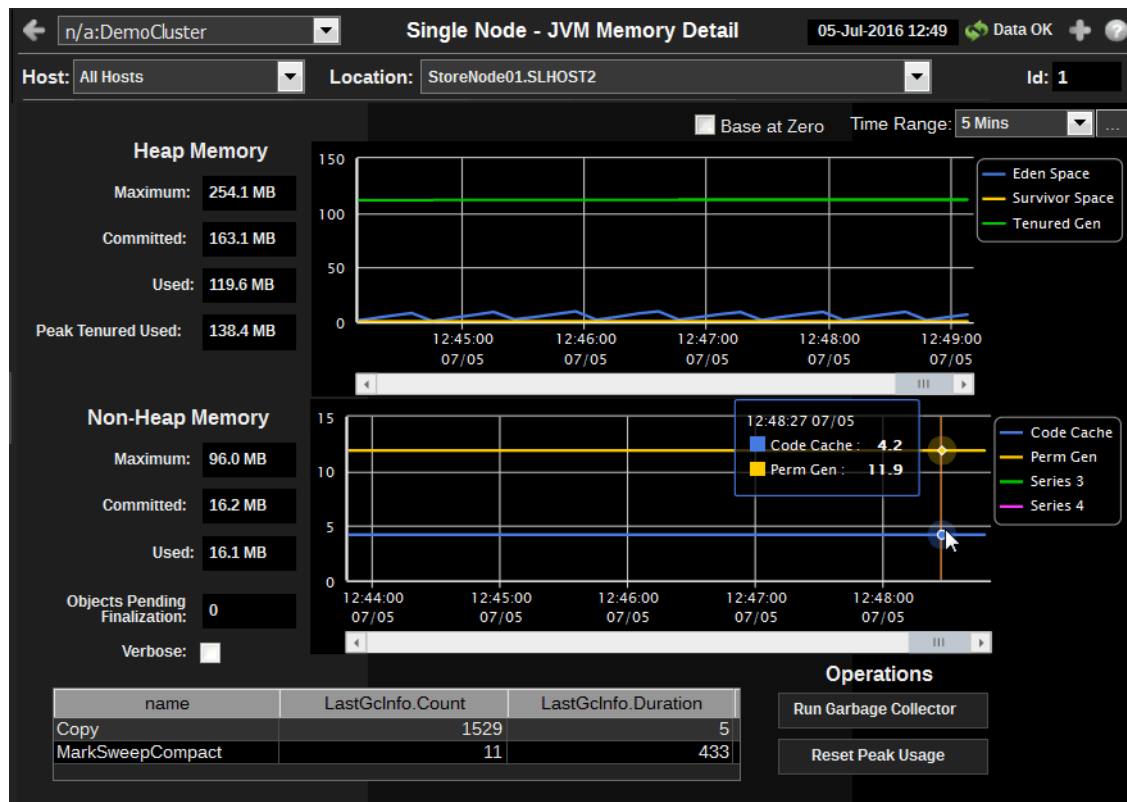 n/a:DemoCluster Single Node - JVM Memory Detail 05-Jul-2016 12:49 Data OK
Host: All Hosts Location: StoreNode01.SLHOST2 Id: 1
Base at Zero Time Range: 5 Mins ...
Heap Memory
Maximum: 254.1 MB
Committed: 163.1 MB
Used: 119.6 MB
Peak Tenured Used: 138.4 MB
150
100
50
0
12:45:00 12:46:00 12:47:00 12:48:00 12:49:00
07/05 07/05 07/05 07/05 07/05
Eden Space
Survivor Space
Tenured Gen
Non-Heap Memory
Maximum: 96.0 MB
Committed: 16.2 MB
Used: 16.1 MB
Objects Pending
Finalization: 0
Verbose:
15
10
5
0
12:48:27 07/05
Code Cache : 4.2
Perm Gen : 11.9
12:44:00 12:45:00 12:46:00 12:47:00 12:48:00
07/05 07/05 07/05 07/05 07/05
Code Cache
Perm Gen
Series 3
Series 4
name LastGcInfo.Count LastGcInfo.Duration
Copy 1529 5
MarkSweepCompact 11 433
Operations
Run Garbage Collector
Reset Peak Usage